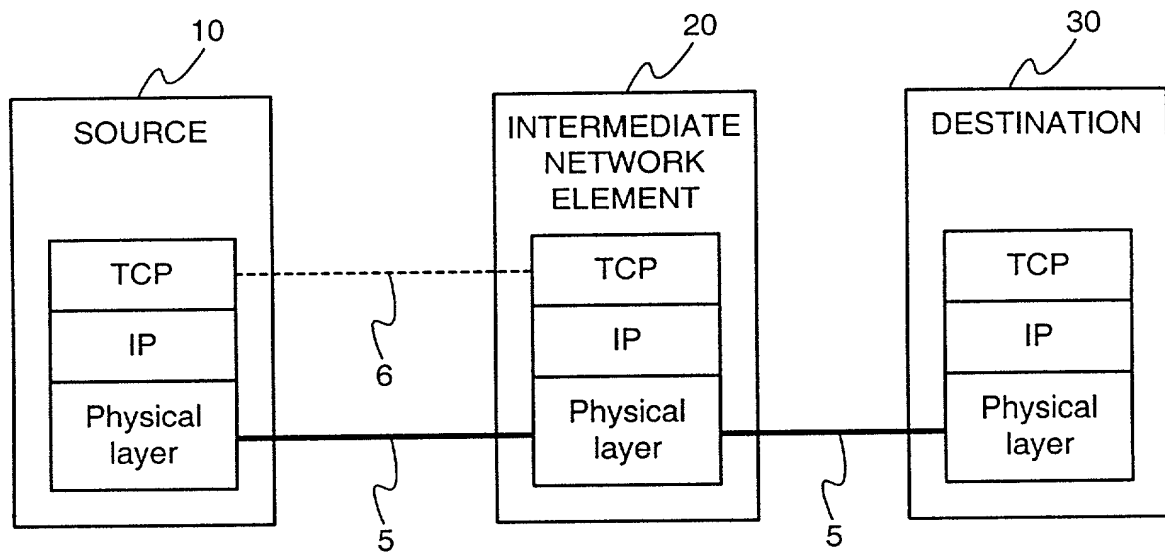 10
20
30
SOURCE
INTERMEDIATE
NETWORK
ELEMENT
DESTINATION
TCP
IP
Physical
layer
TCP
IP
Physical
layer
TCP
IP
Physical
layer
6
5
5